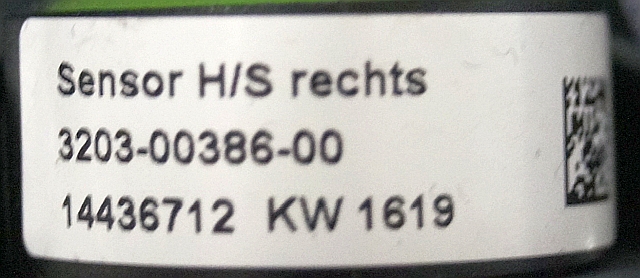 Sensor H/S rechts
3203-00386-00
14436712 KW 1619